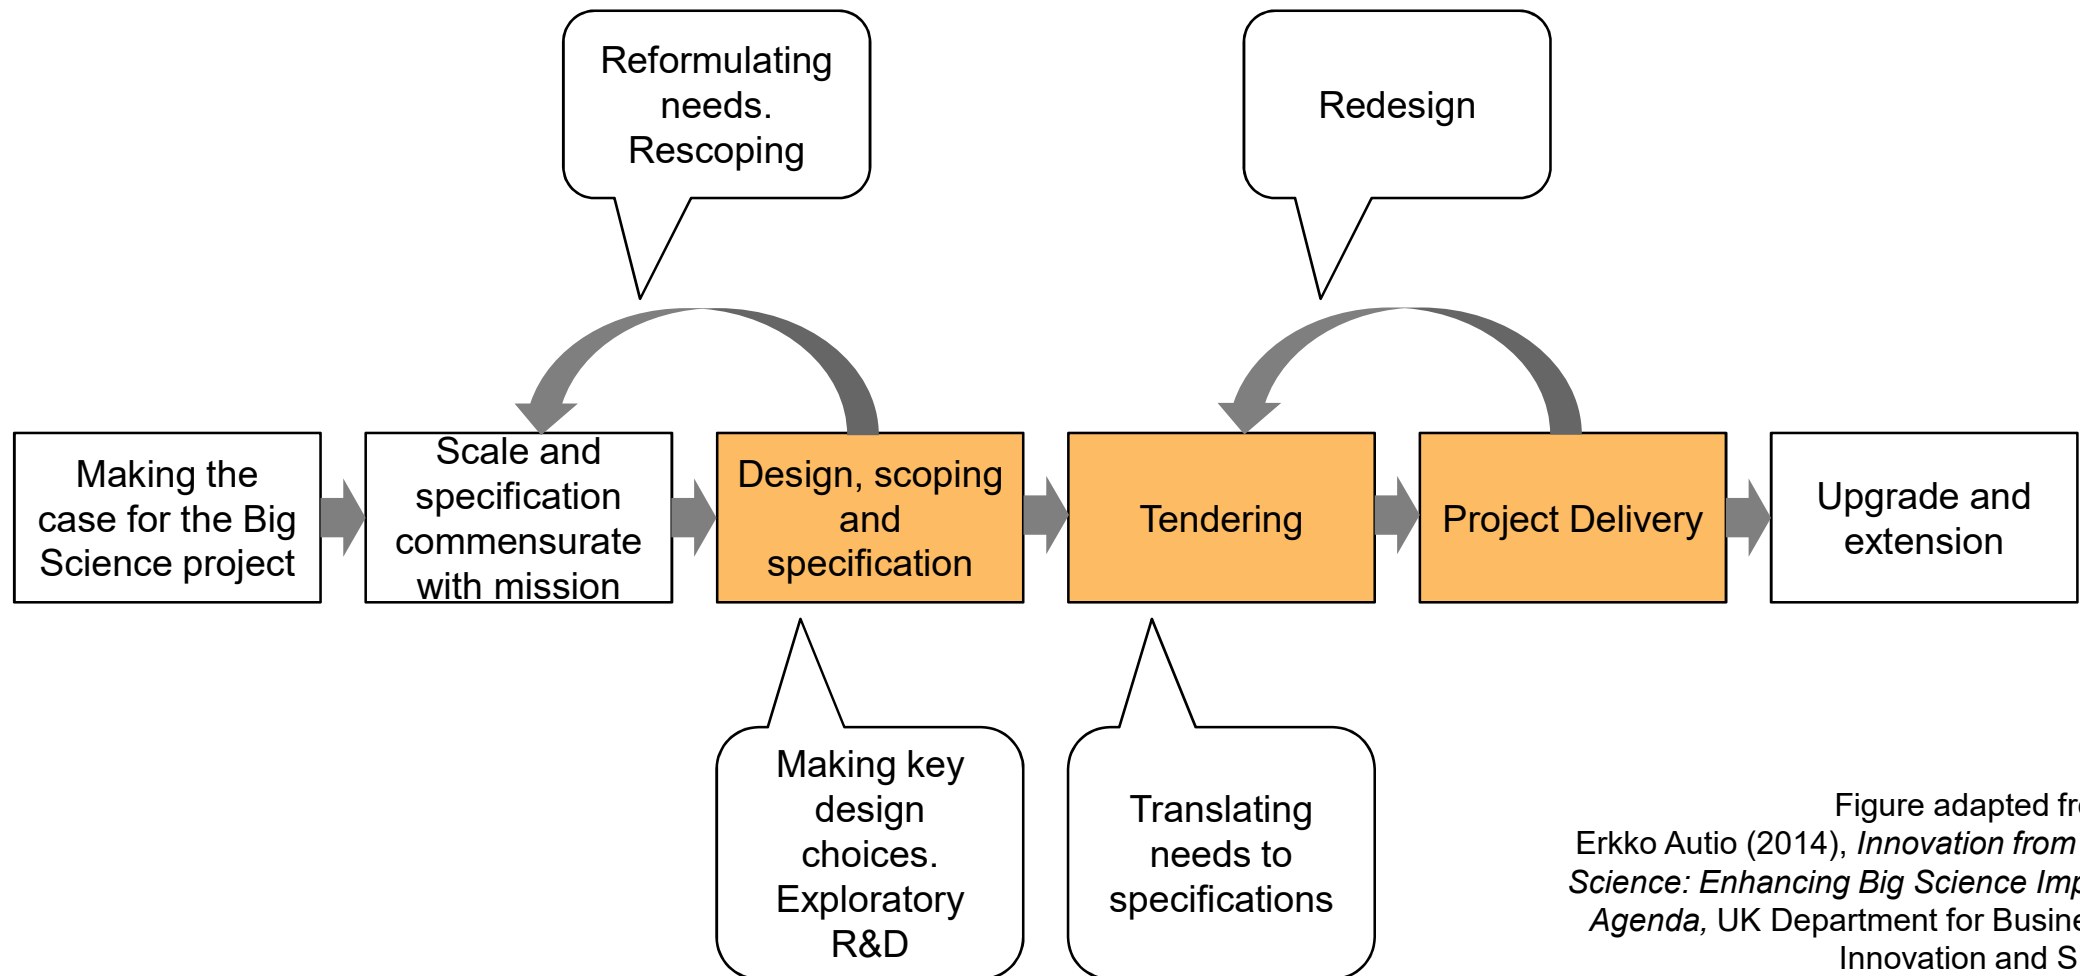 Reformulating
needs.
Rescoping
Redesign
Making the
case for the Big
Science project
Scale and
specification
commensurate
with mission
Design, scoping
and
specification
Tendering
Project Delivery
Upgrade and
extension
Making key
design
choices.
Exploratory
R&D
Translating
needs to
specifications
Figure adapted
Erkko Autio (2014), Innovation from
Science: Enhancing Big Science
Agenda, UK Department for
Innovation and